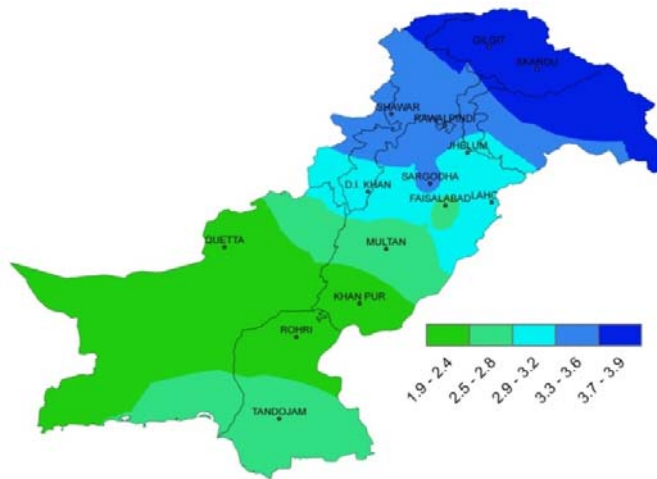 GILGIT
SKARDU
SHAWAR
RAWALPINDI
JHELUM
SARGODHA
D.I. KHAN
FAISALABAD
LAHO
QUETTA
MULTAN
KHAN PUR
ROHRI
TANDOJAM
1.9 - 2.4
2.5 - 2.8
2.9 - 3.2
3.3 - 3.6
3.7 - 3.9